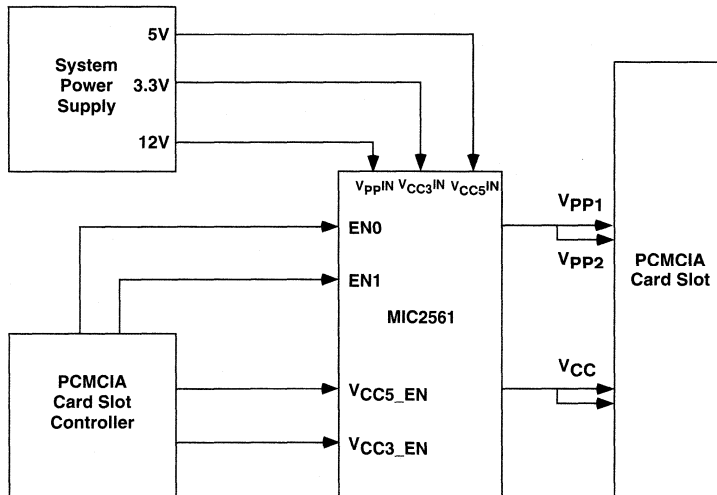 System
Power
Supply
5V
3.3V
12V
VPPIN VCC3IN VCC5IN
EN0
EN1
MIC2561
VCC5_EN
VCC3_EN
PCMCIA
Card Slot
Controller
VPP1
VPP2
VCC
PCMCIA
Card Slot